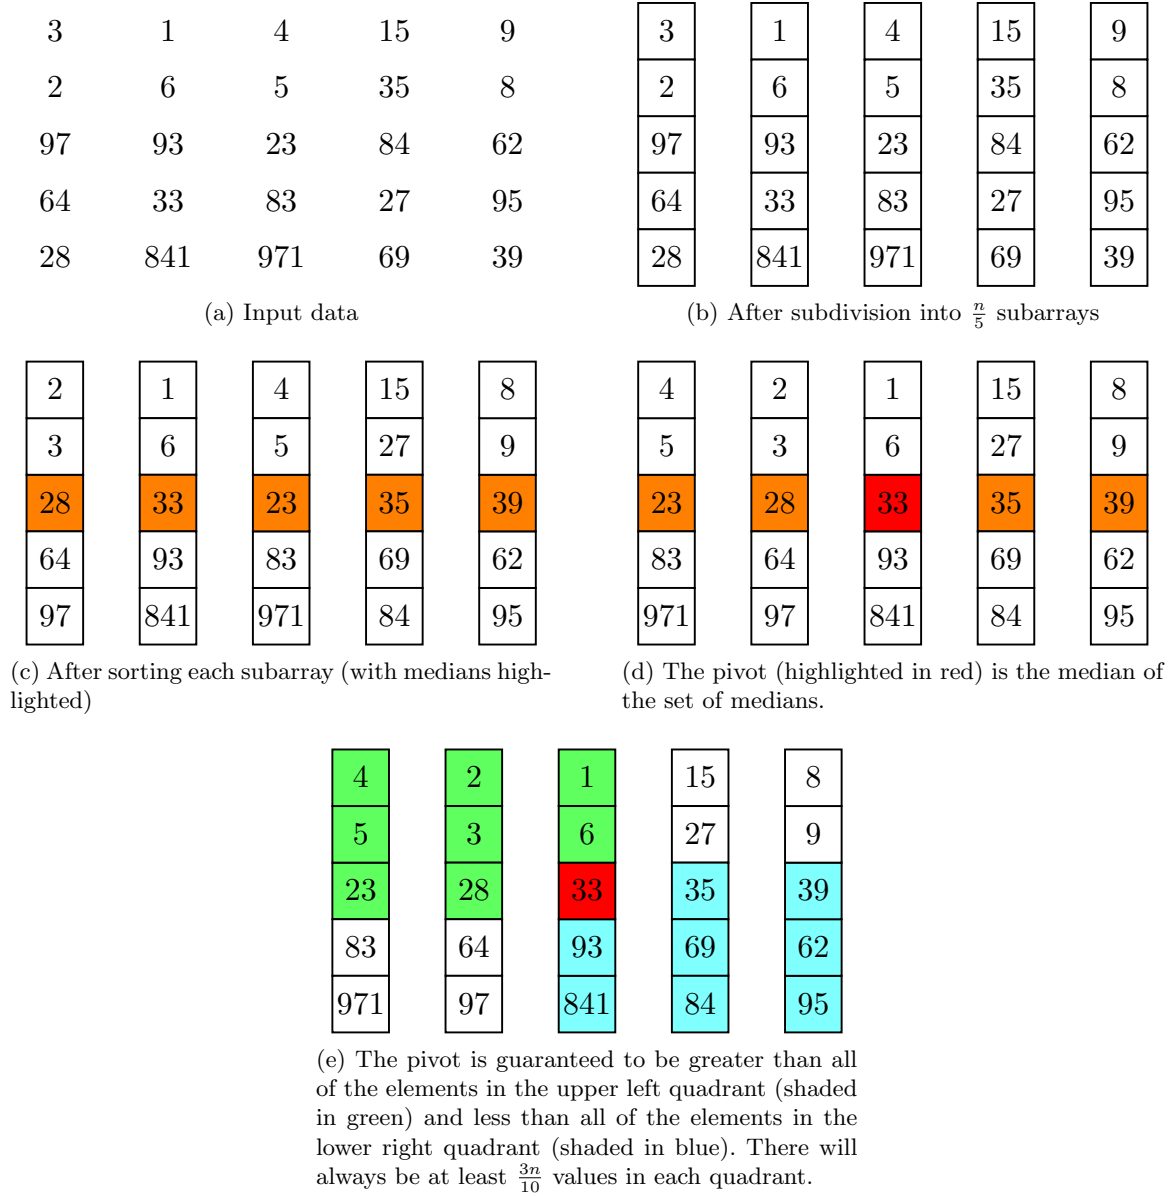 3 1 4 15 9
2 6 5 35 8
97 93 23 84 62
64 33 83 27 95
28 841 971 69 39
(a) Input data
3 1 4 15 9
2 6 5 35 8
97 93 23 84 62
64 33 83 27 95
28 841 971 69 39
(b) After subdivision into n/5 subarrays
2 1 4 15 8
3 6 5 27 9
28 33 23 35 39
64 93 83 69 62
97 841 971 84 95
(c) After sorting each subarray (with medians high-
lighted)
4 2 1 15 8
5 3 6 27 9
23 28 33 35 39
83 64 93 69 62
971 97 841 84 95
(d) The pivot (highlighted in red) is the median of
the set of medians.
4 2 1 15 8
5 3 6 27 9
23 28 33 35 39
83 64 93 69 62
971 97 841 84 95
(e) The pivot is guaranteed to be greater than all
of the elements in the upper left quadrant (shaded
in green) and less than all of the elements in the
lower right quadrant (shaded in blue). There will
always be at least 3n/10 values in each quadrant.